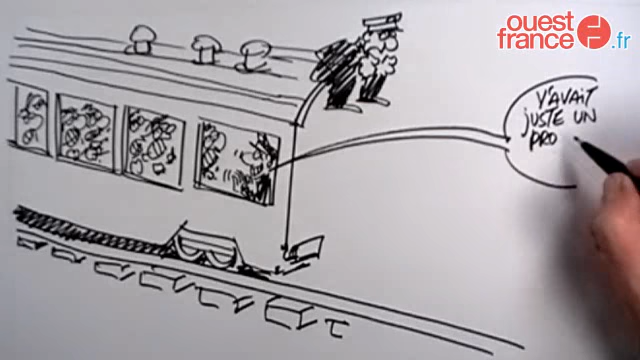 ouest
france
.fr
Y'AVAIT
JUSTE UN
PRO